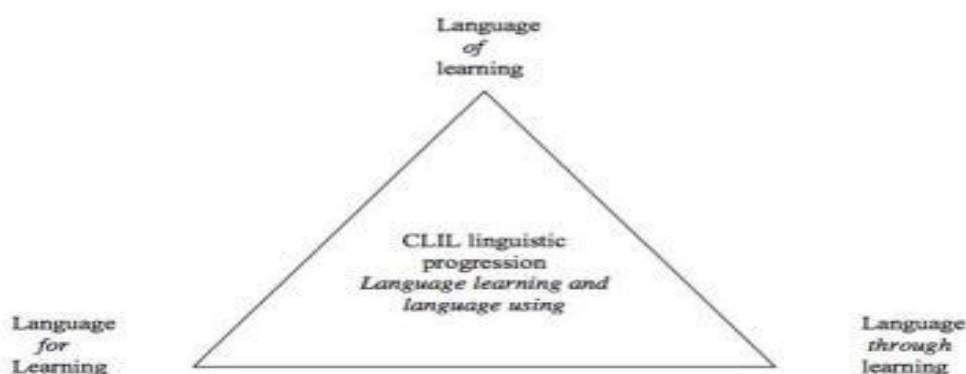 Language
of
learning
CLIL linguistic
progression
Language learning and
language using
Language
for
Learning
Language
through
learning